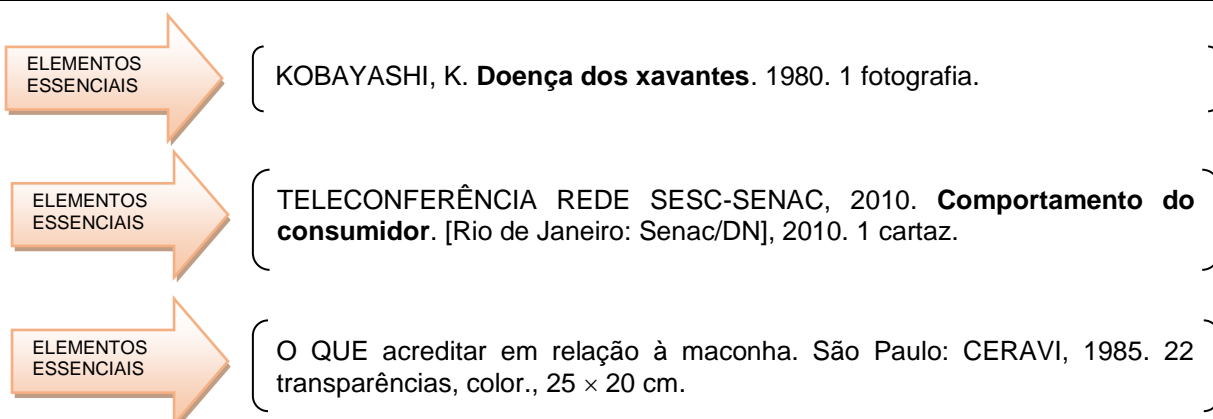 ELEMENTOS
ESSENCIAIS
KOBAYASHI, K. Doença dos xavantes. 1980. 1 fotografia.
ELEMENTOS
ESSENCIAIS
TELECONFERÊNCIA REDE SESC-SENAC, 2010. Comportamento do
consumidor. [Rio de Janeiro: Senac/DN], 2010. 1 cartaz.
ELEMENTOS
ESSENCIAIS
O QUE acreditar em relação à maconha. São Paulo: CERAVI, 1985. 22
transparências, color., 25 × 20 cm.